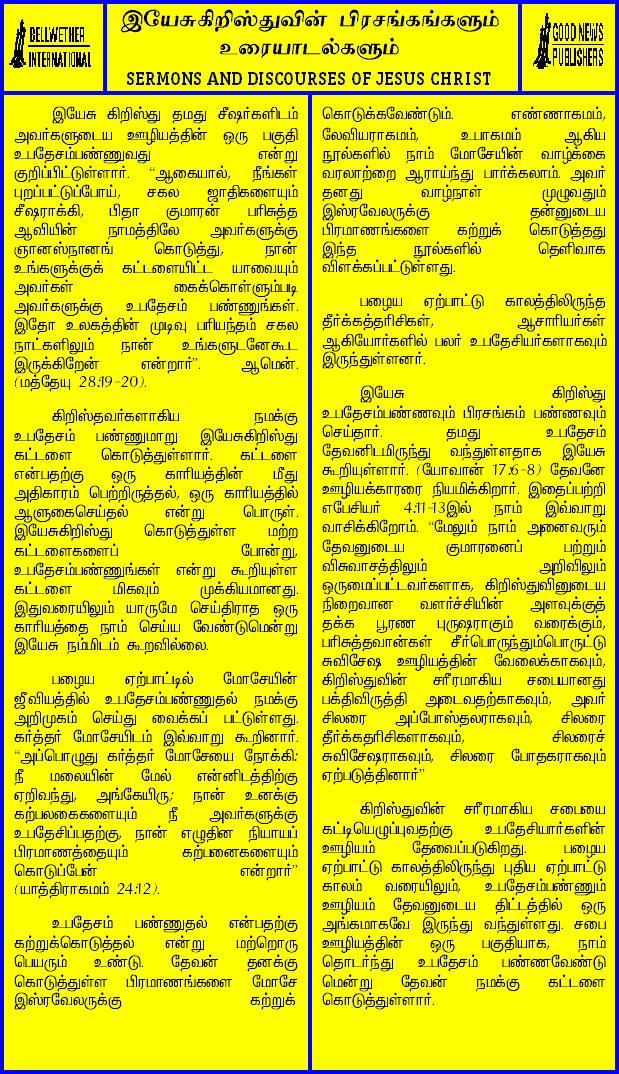 BELLWETHER
INTERNATIONAL
இயேசுகிறிஸ்துவின் பிரசங்கங்களும்
உரையாடல்களும்
SERMONS AND DISCOURSES OF JESUS CHRIST
GOOD NEWS
PUBLISHERS
இயேசு கிறிஸ்து தமது சீஷர்களிடம்
அவர்களுடைய ஊழியத்தின் ஒரு பகுதி
உபதேசம்பண்ணுவது என்று
குறிப்பிட்டுள்ளார். “ஆகையால், நீங்கள்
புறப்பட்டுப்போய், சகல ஜாதிகளையும்
சீஷராக்கி, பிதா குமாரன் பரிசுத்த
ஆவியின் நாமத்திலே அவர்களுக்கு
ஞானஸ்நானங் கொடுத்து, நான்
உங்களுக்குக் கட்டளையிட்ட யாவையும்
அவர்கள் கைக்கொள்ளும்படி
அவர்களுக்கு உபதேசம் பண்ணுங்கள்.
இதோ உலகத்தின் முடிவு பரியந்தம் சகல
நாட்களிலும் நான் உங்களுடனேகூட
இருக்கிறேன் என்றார்”. ஆமென்.
(மத்தேயு 28:19-20).
கிறிஸ்தவர்களாகிய நமக்கு
உபதேசம் பண்ணுமாறு இயேசுகிறிஸ்து
கட்டளை கொடுத்துள்ளார். கட்டளை
என்பதற்கு ஒரு காரியத்தின் மீது
அதிகாரம் பெற்றிருத்தல், ஒரு காரியத்தில்
ஆளுகைசெய்தல் என்று பொருள்.
இயேசுகிறிஸ்து கொடுத்துள்ள மற்ற
கட்டளைகளைப் போன்று,
உபதேசம்பண்ணுங்கள் என்று கூறியுள்ள
கட்டளை மிகவும் முக்கியமானது.
இதுவரையிலும் யாருமே செய்திராத ஒரு
காரியத்தை நாம் செய்ய வேண்டுமென்று
இயேசு நம்மிடம் கூறவில்லை.
பழைய ஏற்பாட்டில் மோசேயின்
ஜீவியத்தில் உபதேசம்பண்ணுதல் நமக்கு
அறிமுகம் செய்து வைக்கப் பட்டுள்ளது.
கர்த்தர் மோசேயிடம் இவ்வாறு கூறினார்.
“அப்பொழுது கர்த்தர் மோசேயை நோக்கி:
நீ மலையின் மேல் என்னிடத்திற்கு
ஏறிவந்து, அங்கேயிரு; நான் உனக்கு
கற்பலகைகளையும் நீ அவர்களுக்கு
உபதேசிப்பதற்கு, நான் எழுதின நியாயப்
பிரமாணத்தையும் கற்பனைகளையும்
கொடுப்பேன் என்றார்”
(யாத்திராகமம் 24:12).
உபதேசம் பண்ணுதல் என்பதற்கு
கற்றுக்கொடுத்தல் என்று மற்றொரு
பெயரும் உண்டு. தேவன் தனக்கு
கொடுத்துள்ள பிரமாணங்களை மோசே
இஸ்ரவேலருக்கு கற்றுக்
கொடுக்கவேண்டும். எண்ணாகமம்,
லேவியராகமம், உபாகமம் ஆகிய
நூல்களில் நாம் மோசேயின் வாழ்க்கை
வரலாற்றை ஆராய்ந்து பார்க்கலாம். அவர்
தனது வாழ்நாள் முழுவதும்
இஸ்ரவேலருக்கு தன்னுடைய
பிரமாணங்களை கற்றுக் கொடுத்தது
இந்த நூல்களில் தெளிவாக
விளக்கப்பட்டுள்ளது.
பழைய ஏற்பாட்டு காலத்திலிருந்த
தீர்க்கத்தரிசிகள், ஆசாரியர்கள்
ஆகியோர்களில் பலர் உபதேசியர்களாகவும்
இருந்துள்ளனர்.
இயேசு கிறிஸ்து
உபதேசம்பண்ணவும் பிரசங்கம் பண்ணவும்
செய்தார். தமது உபதேசம்
தேவனிடமிருந்து வந்துள்ளதாக இயேசு
கூறியுள்ளார். (யோவான் 17:6-8) தேவனே
ஊழியக்காரரை நியமிக்கிறார். இதைப்பற்றி
எபேசியர் 4:11-13இல் நாம் இவ்வாறு
வாசிக்கிறோம். “மேலும் நாம் அனைவரும்
தேவனுடைய குமாரனைப் பற்றும்
விசுவாசத்திலும் அறிவிலும்
ஒருமைப்பட்டவர்களாக, கிறிஸ்துவினுடைய
நிறைவான வளர்ச்சியின் அளவுக்குத்
தக்க பூரண புருஷராகும் வரைக்கும்,
பரிசுத்தவான்கள் சீர்பொருந்தும்பொருட்டு
சுவிசேஷ ஊழியத்தின் வேலைக்காகவும்,
கிறிஸ்துவின் சரீரமாகிய சபையானது
பக்திவிருத்தி அடைவதற்காகவும், அவர்
சிலரை அப்போஸ்தலராகவும், சிலரை
தீர்க்கதரிசிகளாகவும், சிலரைச்
சுவிசேஷராகவும், சிலரை போதகராகவும்
ஏற்படுத்தினார்”
கிறிஸ்துவின் சரீரமாகிய சபையை
கட்டியெழுப்புவதற்கு உபதேசியார்களின்
ஊழியம் தேவைப்படுகிறது. பழைய
ஏற்பாட்டு காலத்திலிருந்து புதிய ஏற்பாட்டு
காலம் வரையிலும், உபதேசம்பண்ணும்
ஊழியம் தேவனுடைய திட்டத்தில் ஒரு
அங்கமாகவே இருந்து வந்துள்ளது. சபை
ஊழியத்தின் ஒரு பகுதியாக, நாம்
தொடர்ந்து உபதேசம் பண்ணவேண்டு
மென்று தேவன் நமக்கு கட்டளை
கொடுத்துள்ளார்.